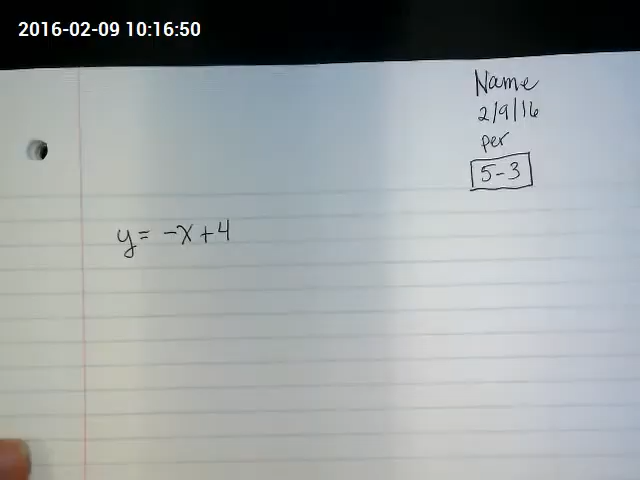 2016-02-09 10:16:50
Name
2/9/16
per
5-3
y = -x+4